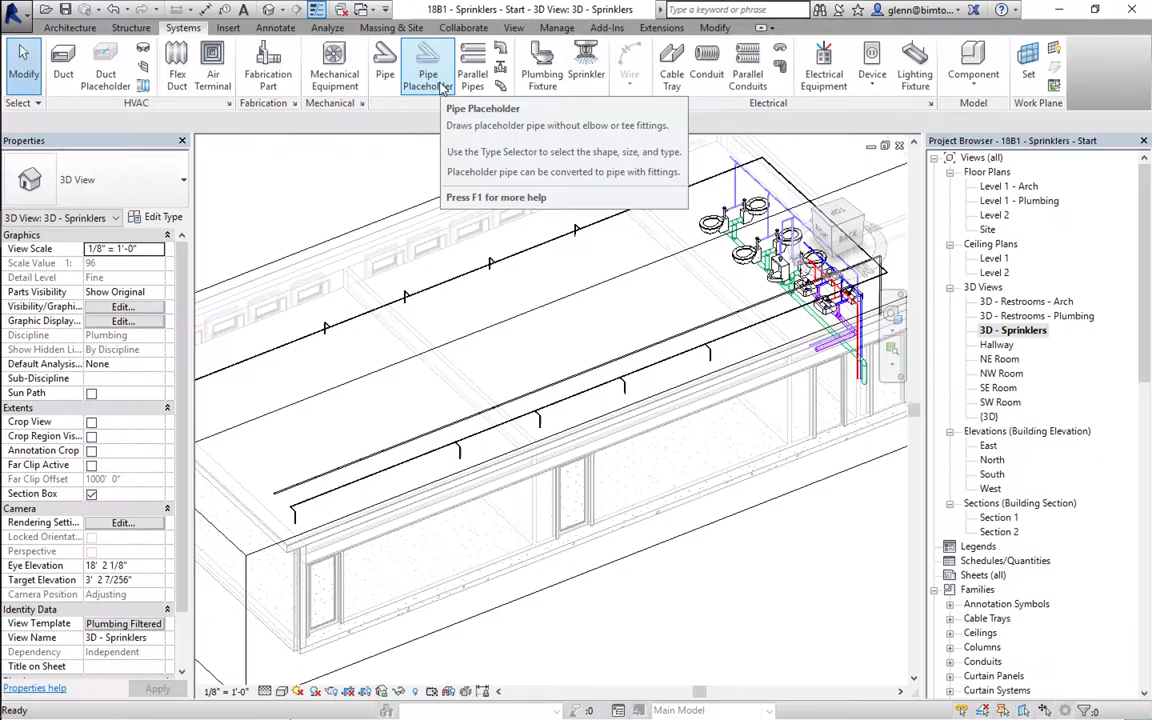 18B1 - Sprinklers - Start - 3D View: 3D - Sprinklers
Type a keyword or phrase
glenn@bimto...
Architecture Structure Systems Insert Annotate Analyze Massing & Site Collaborate View Manage Add-Ins Extensions Modify
Modify
Duct
Duct Placeholder
Flex Duct
Air Terminal
Fabrication Part
Mechanical Equipment
Pipe
Pipe Placeholder
Parallel Pipes
Plumbing Fixture
Sprinkler
Wire
Cable Tray
Conduit
Parallel Conduits
Electrical Equipment
Device
Lighting Fixture
Component
Set
Select HVAC Fabrication Mechanical Electrical Model Work Plane
Pipe Placeholder
Draws placeholder pipe without elbow or tee fittings.
Use the Type Selector to select the shape, size, and type.
Placeholder pipe can be converted to pipe with fittings.
Press F1 for more help
TOP
BACK
Properties
3D View
3D View: 3D - Sprinklers Edit Type
Graphics
View Scale 1/8" = 1'-0"
Scale Value 1: 96
Detail Level Fine
Parts Visibility Show Original
Visibility/Graphi... Edit...
Graphic Display... Edit...
Discipline Plumbing
Show Hidden Li... By Discipline
Default Analysis... None
Sub-Discipline
Sun Path
Extents
Crop View
Crop Region Vis...
Annotation Crop
Far Clip Active
Far Clip Offset 1000' 0"
Section Box
Camera
Rendering Setti... Edit...
Locked Orientat...
Perspective
Eye Elevation 18' 2 1/8"
Target Elevation 3' 2 7/256"
Camera Position Adjusting
Identity Data
View Template Plumbing Filtered
View Name 3D - Sprinklers
Dependency Independent
Title on Sheet
Properties help Apply
Project Browser - 18B1 - Sprinklers - Start
Views (all)
Floor Plans
Level 1 - Arch
Level 1 - Plumbing
Level 2
Site
Ceiling Plans
Level 1
Level 2
3D Views
3D - Restrooms - Arch
3D - Restrooms - Plumbing
3D - Sprinklers
Hallway
NE Room
NW Room
SE Room
SW Room
{3D}
Elevations (Building Elevation)
East
North
South
West
Sections (Building Section)
Section 1
Section 2
Legends
Schedules/Quantities
Sheets (all)
Families
Annotation Symbols
Cable Trays
Ceilings
Columns
Conduits
Curtain Panels
Curtain Systems
1/8" = 1'-0"
Ready
:0
Main Model
:0